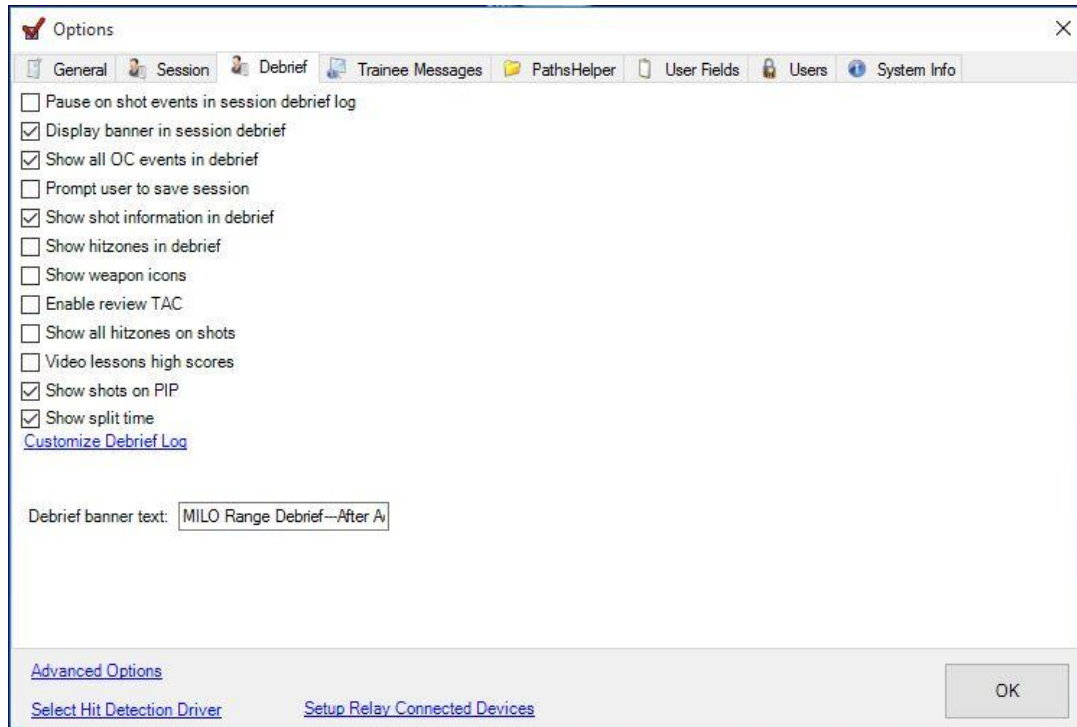 Options
General Session Debrief Trainee Messages PathsHelper User Fields Users System Info
Pause on shot events in session debrief log
Display banner in session debrief
Show all OC events in debrief
Prompt user to save session
Show shot information in debrief
Show hitzones in debrief
Show weapon icons
Enable review TAC
Show all hitzones on shots
Video lessons high scores
Show shots on PIP
Show split time
Customize Debrief Log
Debrief banner text: MILO Range Debrief---After A
Advanced Options
Select Hit Detection Driver Setup Relay Connected Devices
OK